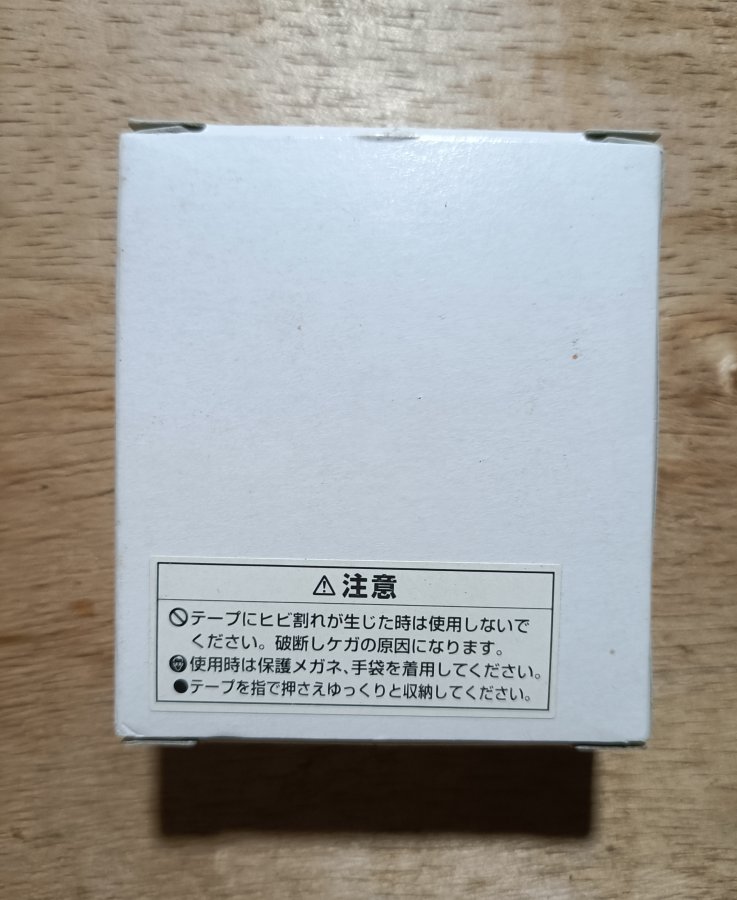 ⚠注意
テープにヒビ割れが生じた時は使用しないで
ください。破断しケガの原因になります。
使用時は保護メガネ、手袋を着用してください。
●テープを指で押さえゆっくりと収納してください。